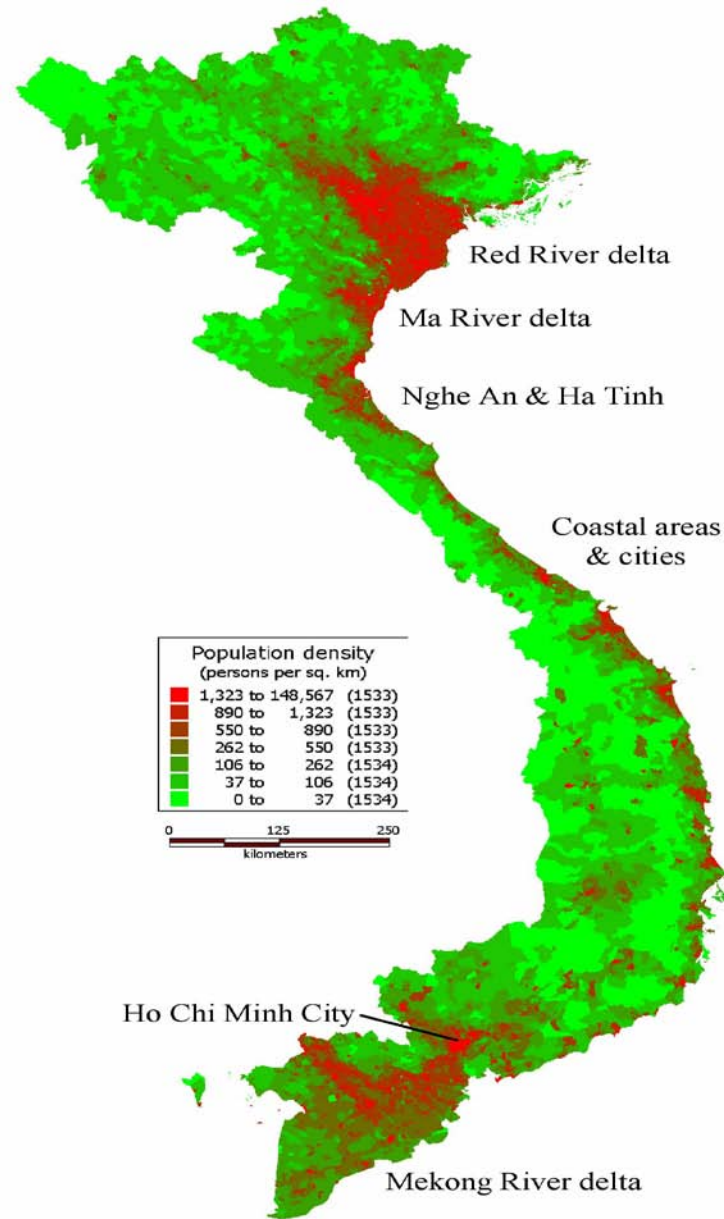 Red River delta
Ma River delta
Nghe An & Ha Tinh
Coastal areas
& cities
Population density
(persons per sq. km)
1,323 to 148,567 (1533)
890 to 1,323 (1533)
550 to 890 (1533)
262 to 550 (1533)
106 to 262 (1534)
37 to 106 (1534)
0 to 37 (1534)
0 125 250
kilometers
Ho Chi Minh City
Mekong River delta